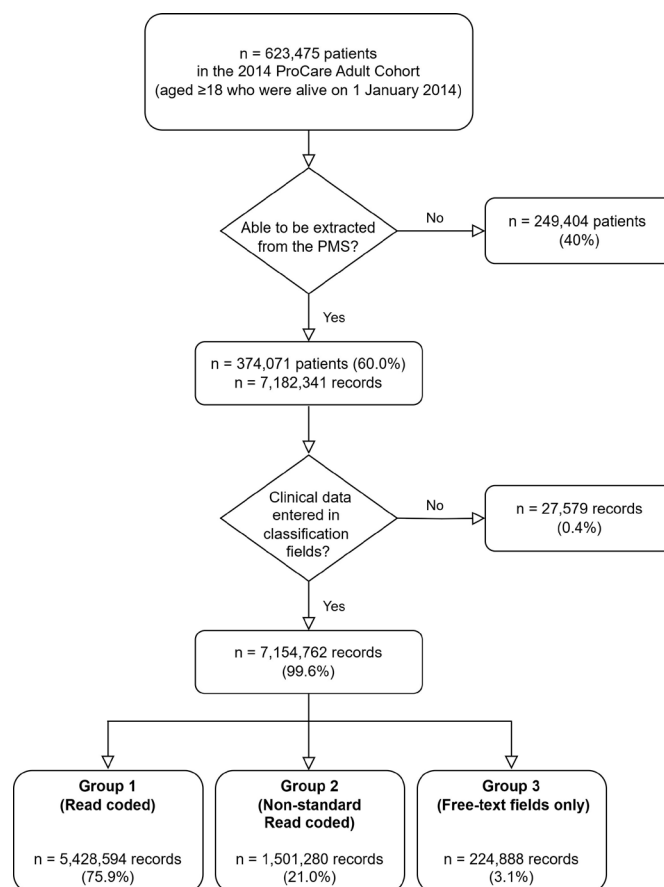 n = 623,475 patients
in the 2014 ProCare Adult Cohort
(aged ≥18 who were alive on 1 January 2014)
Able to be extracted
from the PMS?
No
n = 249,404 patients
(40%)
Yes
n = 374,071 patients (60.0%)
n = 7,182,341 records
Clinical data
entered in
classification
fields?
No
n = 27,579 records
(0.4%)
Yes
n = 7,154,762 records
(99.6%)
Group 1
(Read coded)
n = 5,428,594 records
(75.9%)
Group 2
(Non-standard
Read coded)
n = 1,501,280 records
(21.0%)
Group 3
(Free-text fields only)
n = 224,888 records
(3.1%)